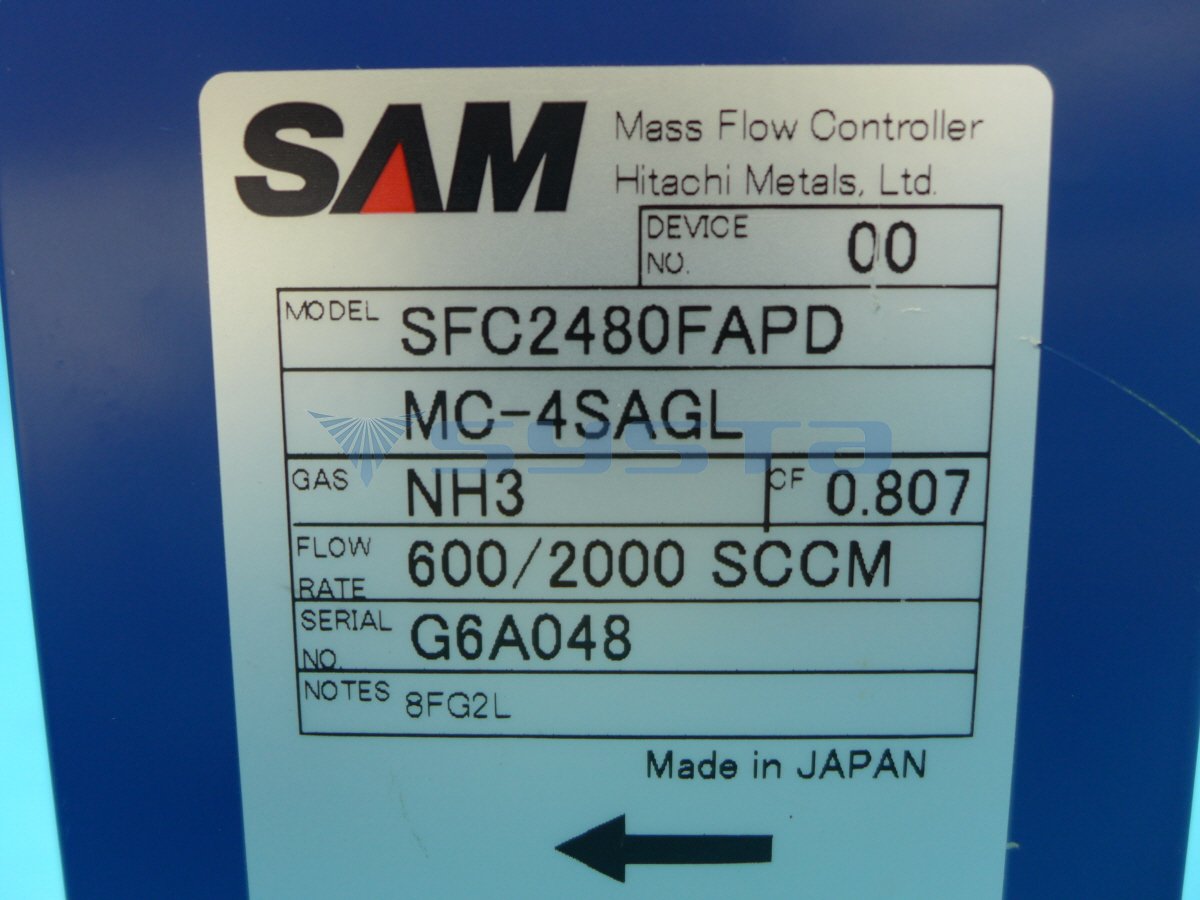 SAM
Mass Flow Controller
Hitachi Metals, Ltd.
DEVICE NO. 00
MODEL SFC2480FAPD
MC-4SAGL
systa
GAS NH3 CF 0.807
FLOW RATE 600/2000 SCCM
SERIAL NO. G6A048
NOTES 8FG2L
Made in JAPAN